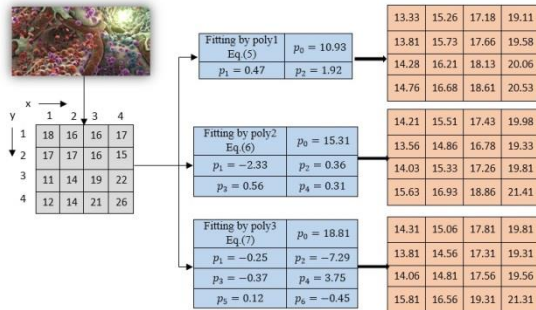 x
1 2 3 4
y
1 18 16 16 17
2 17 17 16 15
3 11 14 19 22
4 12 14 21 26
Fitting by poly1
Eq.(5)
p₀ = 10.93
p₁ = 0.47 p₂ = 1.92
13.33 15.26 17.18 19.11
13.81 15.73 17.66 19.58
14.28 16.21 18.13 20.06
14.76 16.68 18.61 20.53
Fitting by poly2
Eq.(6)
p₀ = 15.31
p₁ = −2.33 p₂ = 0.36
p₃ = 0.56 p₄ = 0.31
14.21 15.51 17.43 19.98
13.56 14.86 16.78 19.33
14.03 15.33 17.26 19.81
15.63 16.93 18.86 21.41
Fitting by poly3
Eq.(7)
p₀ = 18.81
p₁ = −0.25 p₂ = −7.29
p₃ = −0.37 p₄ = 3.75
p₅ = 0.12 p₆ = −0.45
14.31 15.06 17.81 19.81
13.81 14.56 17.31 19.31
14.06 14.81 17.56 19.56
15.81 16.56 19.31 21.31